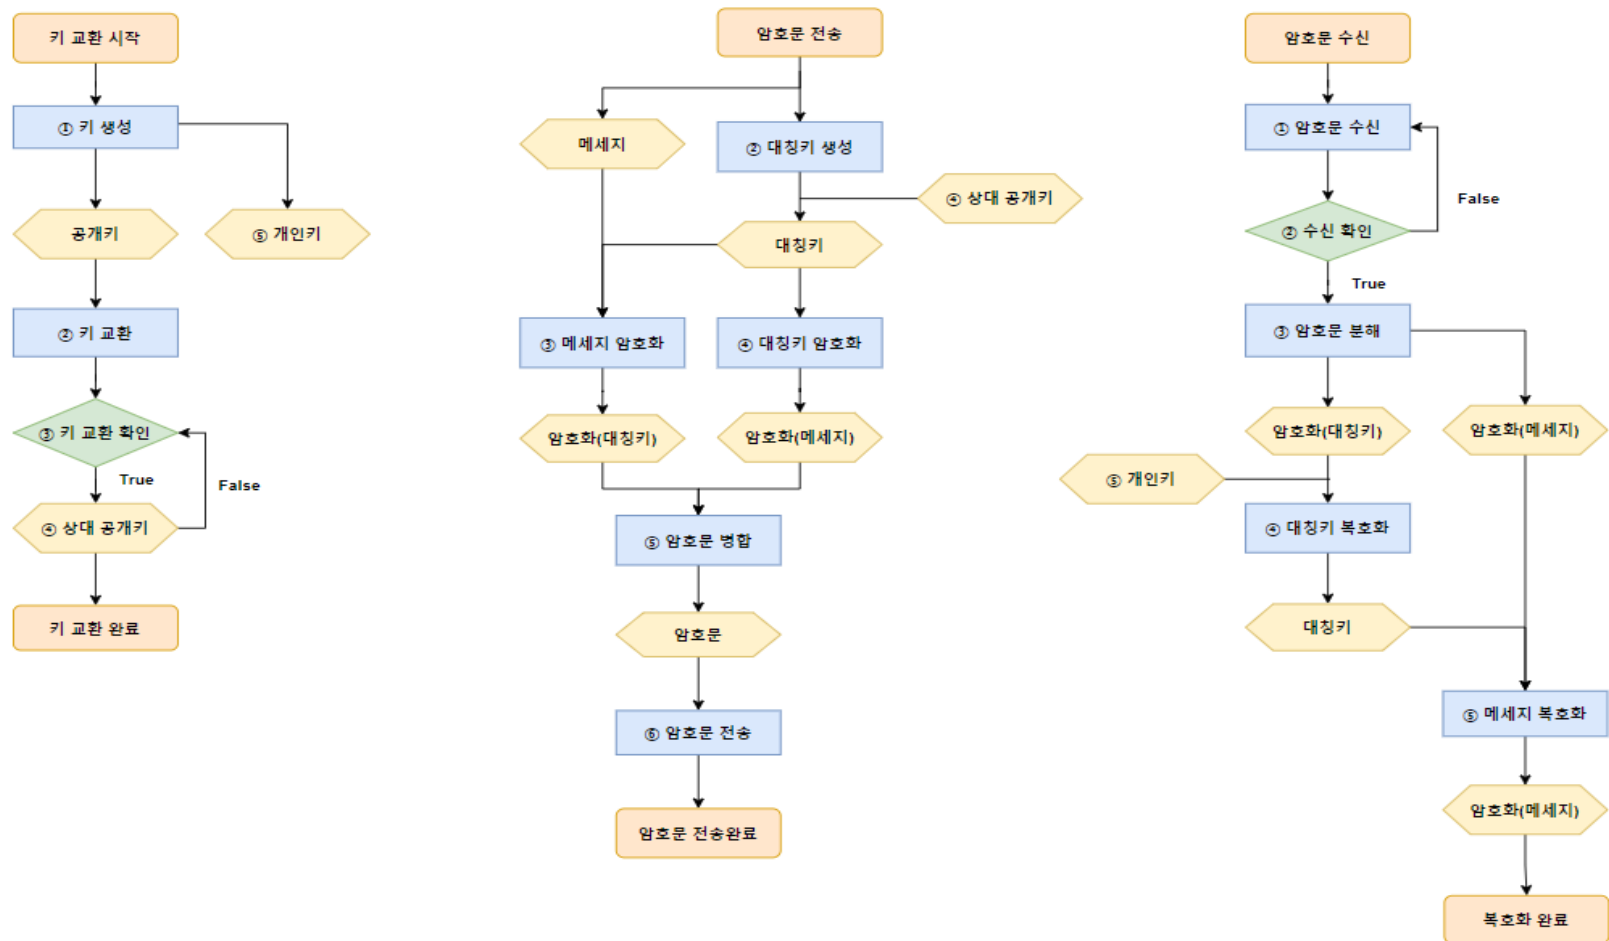 키 교환 시작
① 키 생성
공개키
⑤ 개인키
② 키 교환
③ 키 교환 확인
True
False
④ 상대 공개키
키 교환 완료
암호문 전송
메세지
② 대칭키 생성
④ 상대 공개키
대칭키
③ 메세지 암호화
④ 대칭키 암호화
암호화(대칭키)
암호화(메세지)
⑤ 암호문 병합
암호문
⑥ 암호문 전송
암호문 전송완료
암호문 수신
① 암호문 수신
False
② 수신 확인
True
③ 암호문 분해
암호화(대칭키)
암호화(메세지)
⑤ 개인키
④ 대칭키 복호화
대칭키
⑤ 메세지 복호화
암호화(메세지)
복호화 완료